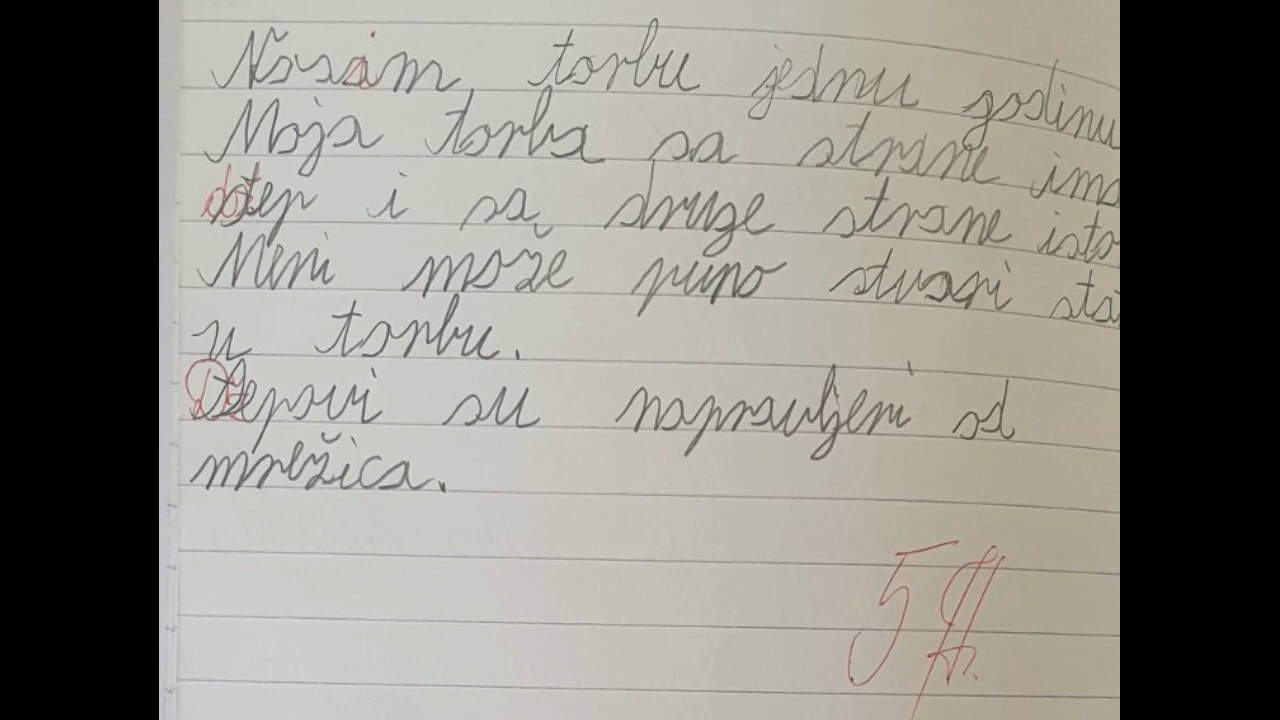 Nosam torbu jednu godinu
Moja torba sa strane ima
džep i sa druge strane isto
Meni može puno stvari sta
u torbu.
Džepovi su napravljeni od
mrežica.
5